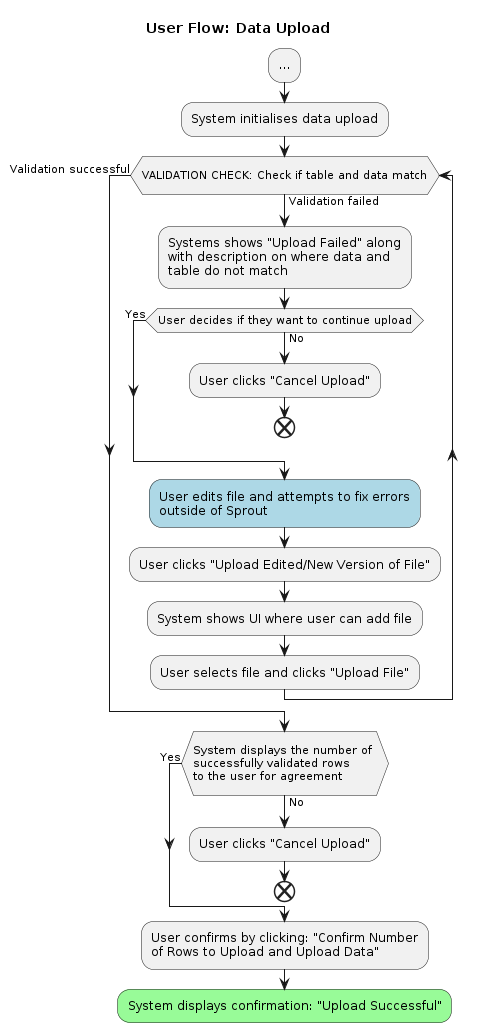 User Flow: Data Upload
...
System initialises data upload
Validation successful
VALIDATION CHECK: Check if table and data match
Validation failed
Systems shows "Upload Failed" along
with description on where data and
table do not match
Yes
User decides if they want to continue upload
No
User clicks "Cancel Upload"
User edits file and attempts to fix errors
outside of Sprout
User clicks "Upload Edited/New Version of File"
System shows UI where user can add file
User selects file and clicks "Upload File"
Yes
System displays the number of
successfully validated rows
to the user for agreement
No
User clicks "Cancel Upload"
User confirms by clicking: "Confirm Number
of Rows to Upload and Upload Data"
System displays confirmation: "Upload Successful"